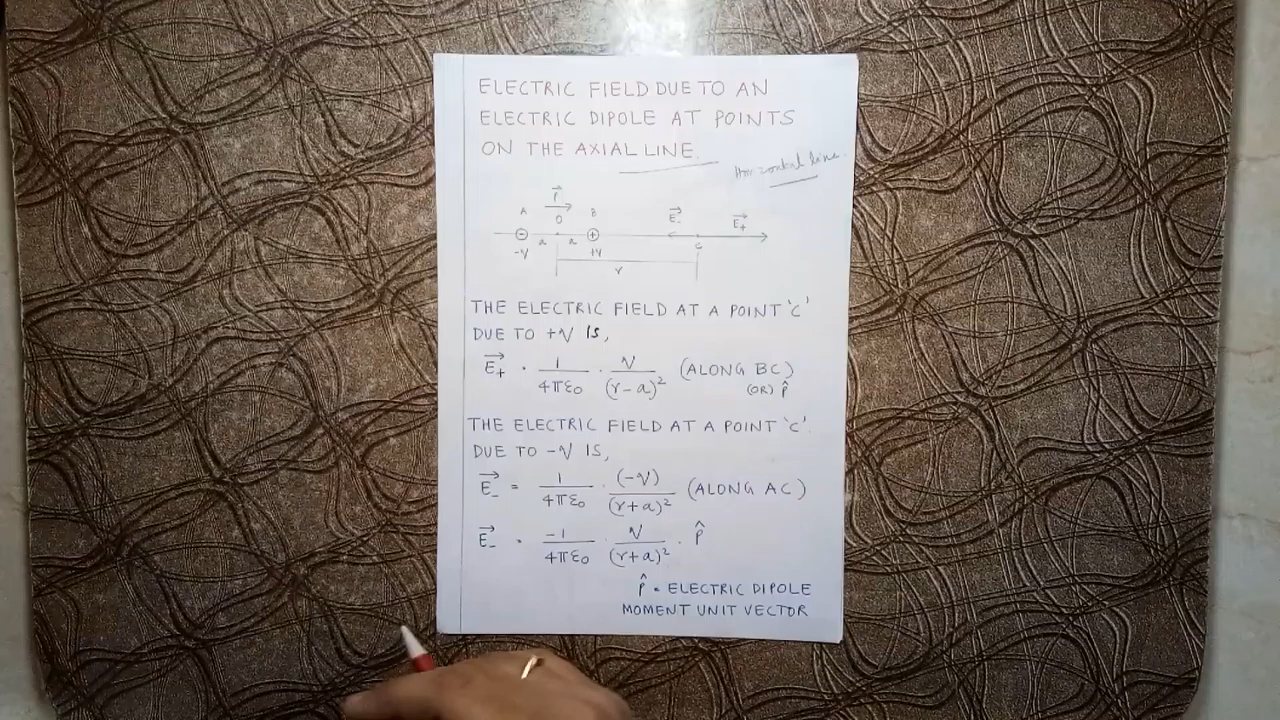 ELECTRIC FIELD DUE TO AN
ELECTRIC DIPOLE AT POINTS
ON THE AXIAL LINE.
Horizontal line.
P⃗
A O B E⃗₋ E⃗₊
a a C
-q +q
r
THE ELECTRIC FIELD AT A POINT 'C'
DUE TO +q IS,
E⃗₊ = 1/4πε₀ · q/(r-a)² (ALONG BC)
(OR) p̂
THE ELECTRIC FIELD AT A POINT 'C'.
DUE TO -q IS,
E⃗₋ = 1/4πε₀ · (-q)/(r+a)² (ALONG AC)
E⃗₋ = -1/4πε₀ · q/(r+a)² · p̂
p̂ = ELECTRIC DIPOLE
MOMENT UNIT VECTOR